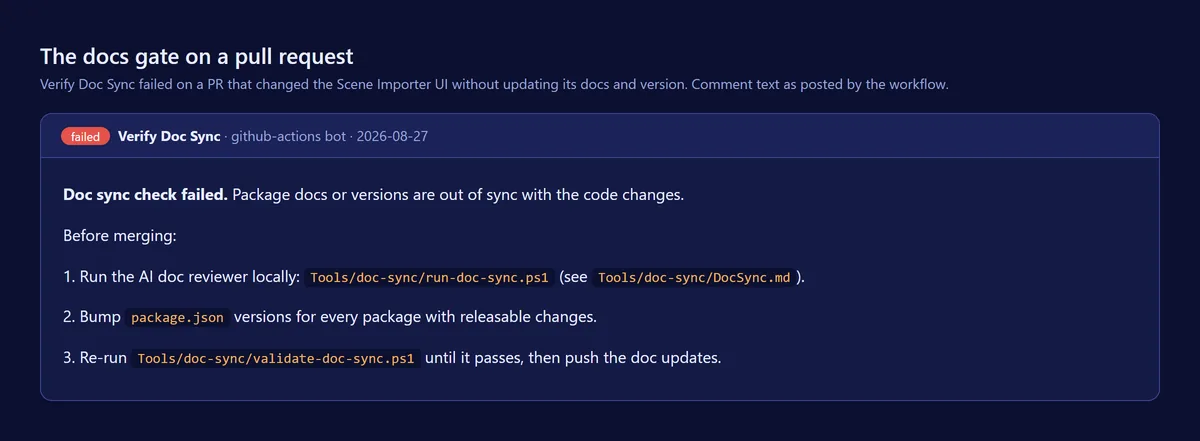 The docs gate on a pull request
Verify Doc Sync failed on a PR that changed the Scene Importer UI without updating its docs and version. Comment text as posted by the workflow.
failed Verify Doc Sync · github-actions bot · 2026-08-27
Doc sync check failed. Package docs or versions are out of sync with the code changes.
Before merging:
1. Run the AI doc reviewer locally: Tools/doc-sync/run-doc-sync.ps1 (see Tools/doc-sync/DocSync.md ).
2. Bump package.json versions for every package with releasable changes.
3. Re-run Tools/doc-sync/validate-doc-sync.ps1 until it passes, then push the doc updates.